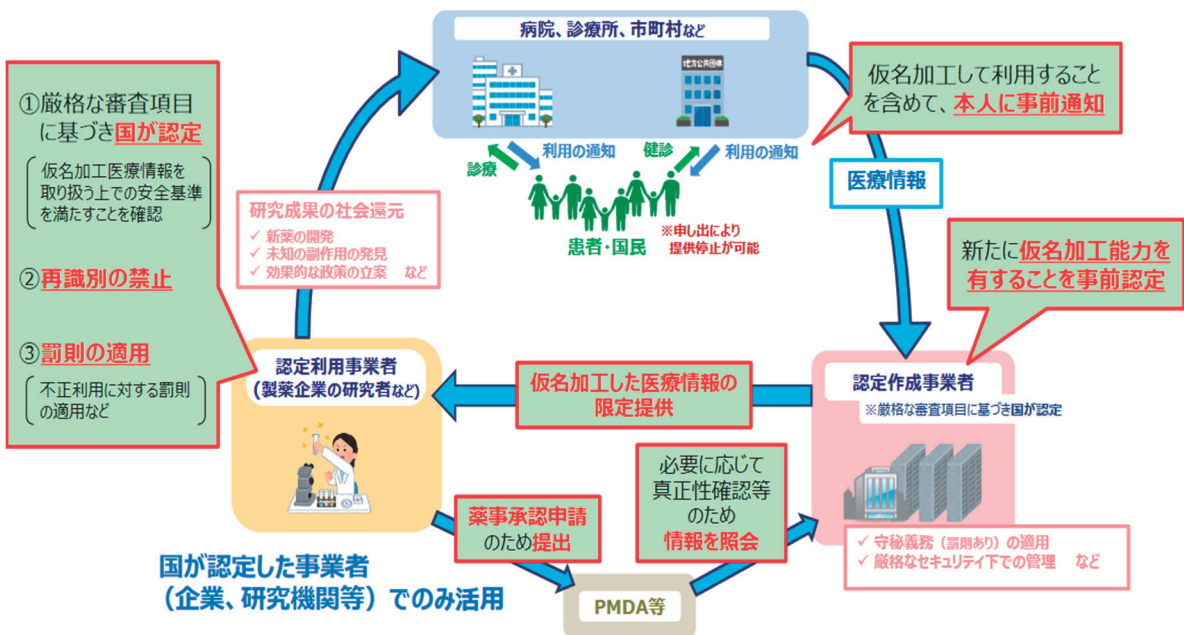 病院、診療所、市町村など
地方公共団体
診療
利用の通知
健診
利用の通知
患者・国民
※申し出により
提供停止が可能
仮名加工して利用すること
を含めて、本人に事前通知
医療情報
新たに仮名加工能力を
有することを事前認定
①厳格な審査項目
に基づき国が認定
仮名加工医療情報を
取り扱う上での安全基準
を満たすことを確認
②再識別の禁止
③罰則の適用
不正利用に対する罰則
の適用など
研究成果の社会還元
✓ 新薬の開発
✓ 未知の副作用の発見
✓ 効果的な政策の立案 など
認定利用事業者
(製薬企業の研究者など)
仮名加工した医療情報の
限定提供
認定作成事業者
※厳格な審査項目に基づき国が認定
✓ 守秘義務（罰則あり）の適用
✓ 厳格なセキュリティ下での管理 など
薬事承認申請
のため提出
必要に応じて
真正性確認等
のため
情報を照会
PMDA等
国が認定した事業者
（企業、研究機関等）でのみ活用